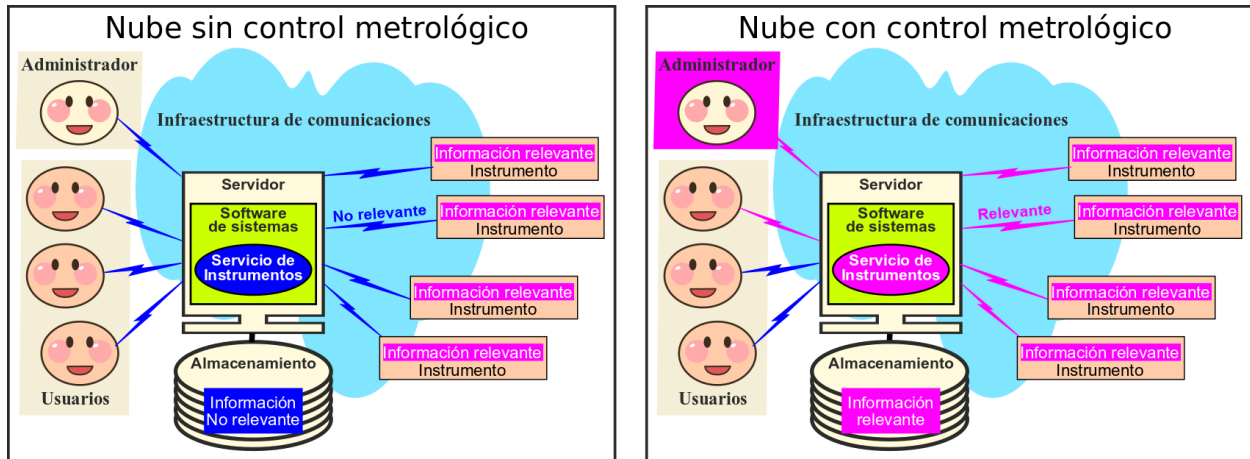 Nube sin control metrológico
Administrador
Infraestructura de comunicaciones
Información relevante
Instrumento
Servidor
No relevante
Información relevante
Instrumento
Software
de sistemas
Servicio de
Instrumentos
Información relevante
Instrumento
Información relevante
Instrumento
Almacenamiento
Usuarios
Información
No relevante
Nube con control metrológico
Administrador
Infraestructura de comunicaciones
Información relevante
Instrumento
Servidor
Relevante
Información relevante
Instrumento
Software
de sistemas
Servicio de
Instrumentos
Información relevante
Instrumento
Información relevante
Instrumento
Almacenamiento
Usuarios
Información
relevante